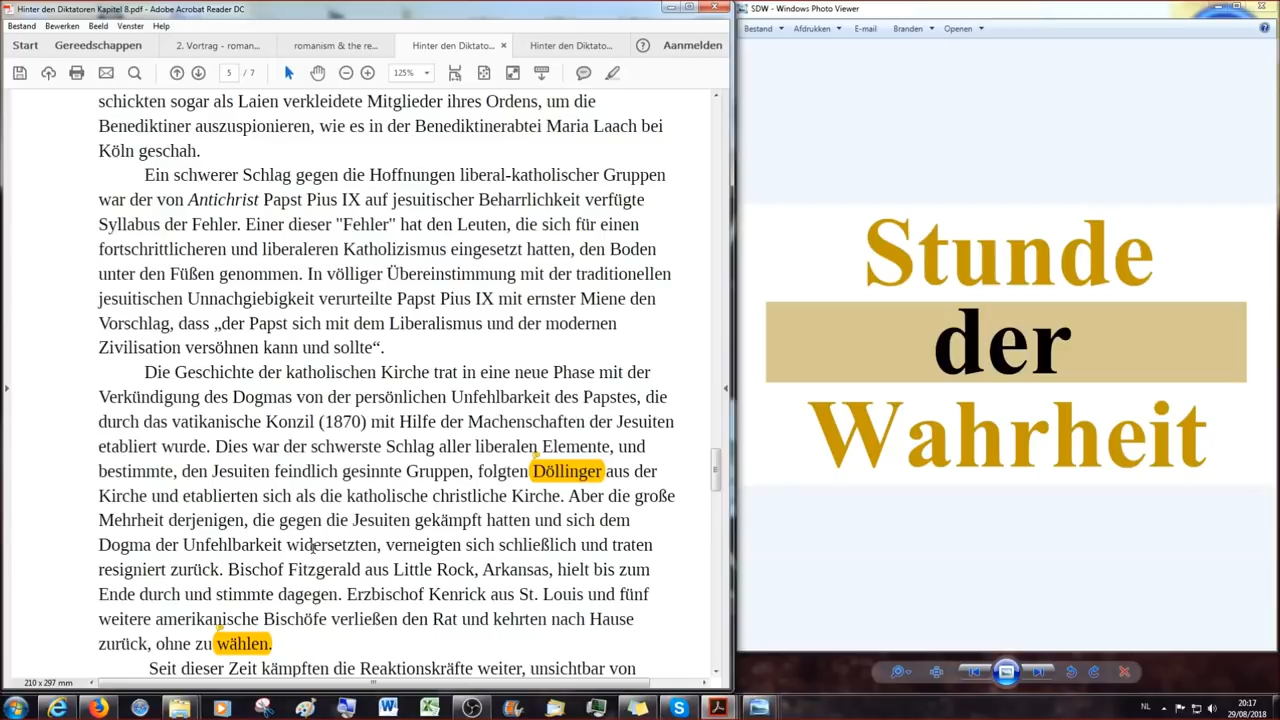 Hinter den Diktatoren Kapitel 8.pdf - Adobe Acrobat Reader DC
Bestand Bewerken Beeld Venster Help
Start Gereedschappen 2. Vortrag - roman... romanism & the re... Hinter den Diktato... × Hinter den Diktato... Aanmelden
5 / 7 125%
schickten sogar als Laien verkleidete Mitglieder ihres Ordens, um die
Benediktiner auszuspionieren, wie es in der Benediktinerabtei Maria Laach bei
Köln geschah.
Ein schwerer Schlag gegen die Hoffnungen liberal-katholischer Gruppen
war der von Antichrist Papst Pius IX auf jesuitischer Beharrlichkeit verfügte
Syllabus der Fehler. Einer dieser "Fehler" hat den Leuten, die sich für einen
fortschrittlicheren und liberaleren Katholizismus eingesetzt hatten, den Boden
unter den Füßen genommen. In völliger Übereinstimmung mit der traditionellen
jesuitischen Unnachgiebigkeit verurteilte Papst Pius IX mit ernster Miene den
Vorschlag, dass „der Papst sich mit dem Liberalismus und der modernen
Zivilisation versöhnen kann und sollte“.
Die Geschichte der katholischen Kirche trat in eine neue Phase mit der
Verkündigung des Dogmas von der persönlichen Unfehlbarkeit des Papstes, die
durch das vatikanische Konzil (1870) mit Hilfe der Machenschaften der Jesuiten
etabliert wurde. Dies war der schwerste Schlag aller liberalen Elemente, und
bestimmte, den Jesuiten feindlich gesinnte Gruppen, folgten Döllinger aus der
Kirche und etablierten sich als die katholische christliche Kirche. Aber die große
Mehrheit derjenigen, die gegen die Jesuiten gekämpft hatten und sich dem
Dogma der Unfehlbarkeit widersetzten, verneigten sich schließlich und traten
resigniert zurück. Bischof Fitzgerald aus Little Rock, Arkansas, hielt bis zum
Ende durch und stimmte dagegen. Erzbischof Kenrick aus St. Louis und fünf
weitere amerikanische Bischöfe verließen den Rat und kehrten nach Hause
zurück, ohne zu wählen.
Seit dieser Zeit kämpften die Reaktionskräfte weiter, unsichtbar von
210 x 297 mm
SDW - Windows Photo Viewer
Bestand Afdrukken E-mail Branden Openen
Stunde
der
Wahrheit
NL
20:17
29/08/2018